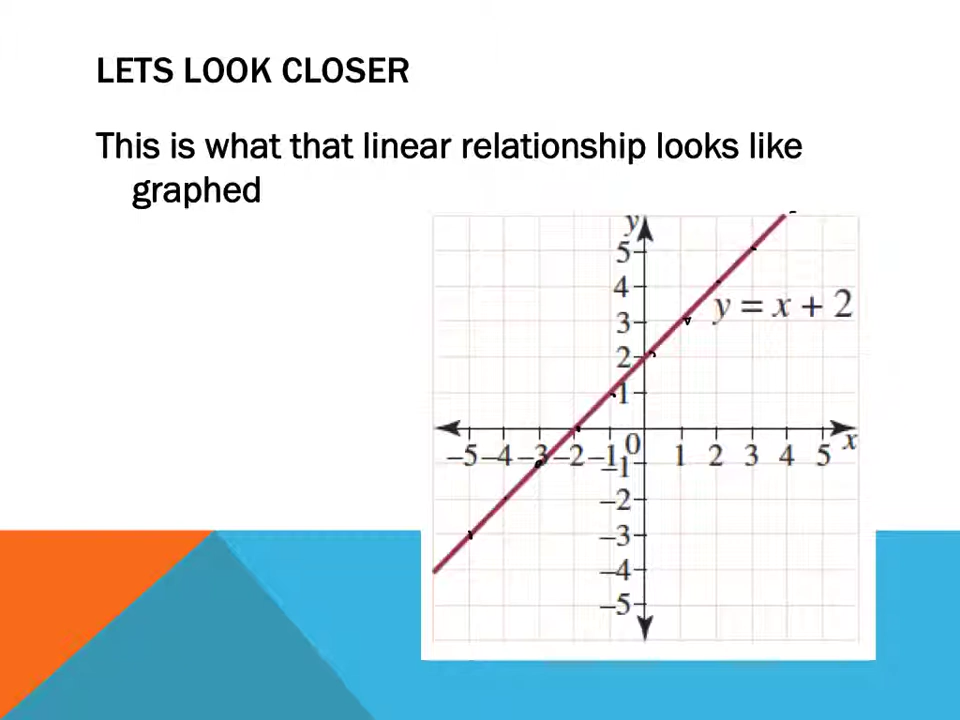 LETS LOOK CLOSER
This is what that linear relationship looks like
graphed
y
5
4
3
2
1
y = x + 2
–5 –4 –3 –2 –1 0 1 2 3 4 5 x
–1
–2
–3
–4
–5